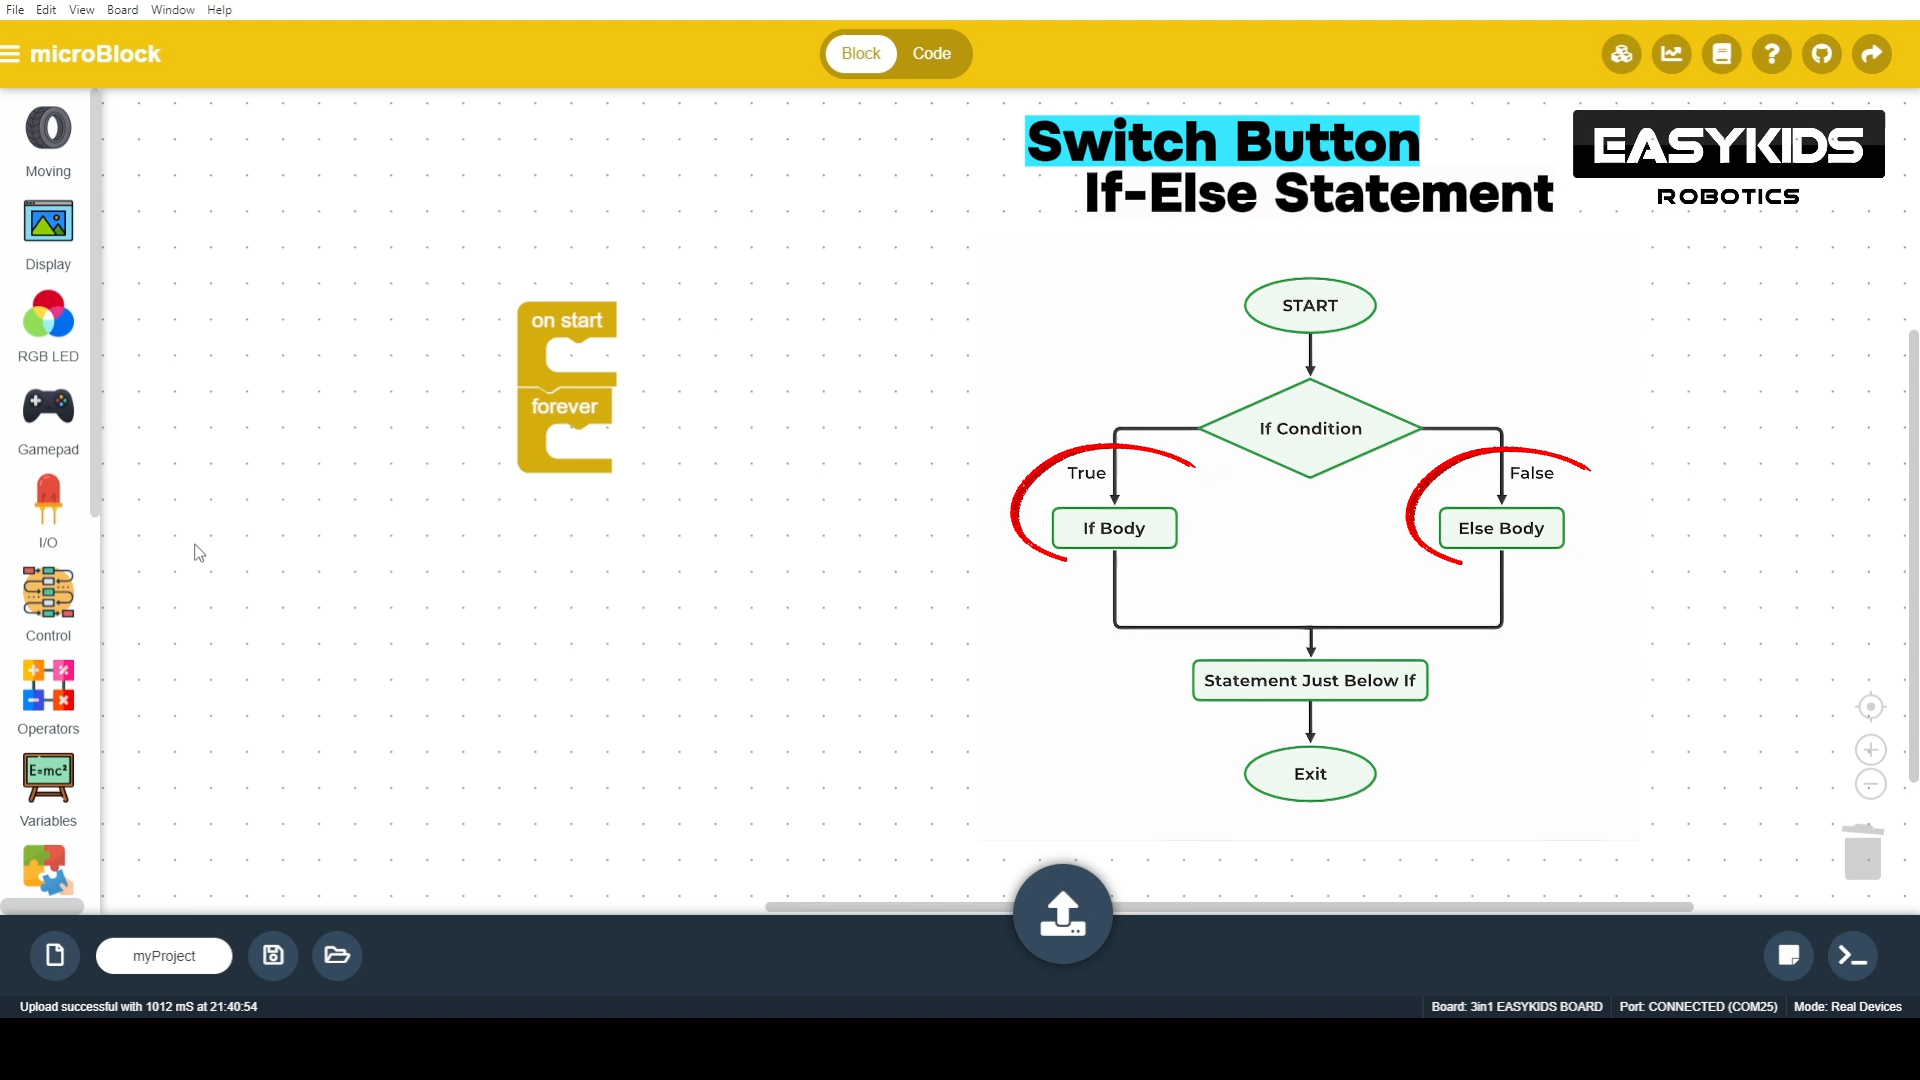 File Edit View Board Window Help
microBlock
Block Code
Moving
Display
RGB LED
Gamepad
I/O
Control
Operators
E=mc²
Variables
on start
forever
Switch Button
If-Else Statement
EASYKIDS
ROBOTICS
START
If Condition
True
False
If Body
Else Body
Statement Just Below If
Exit
myProject
Upload successful with 1012 mS at 21:40:54
Board: 3in1 EASYKIDS BOARD Port: CONNECTED (COM25) Mode: Real Devices